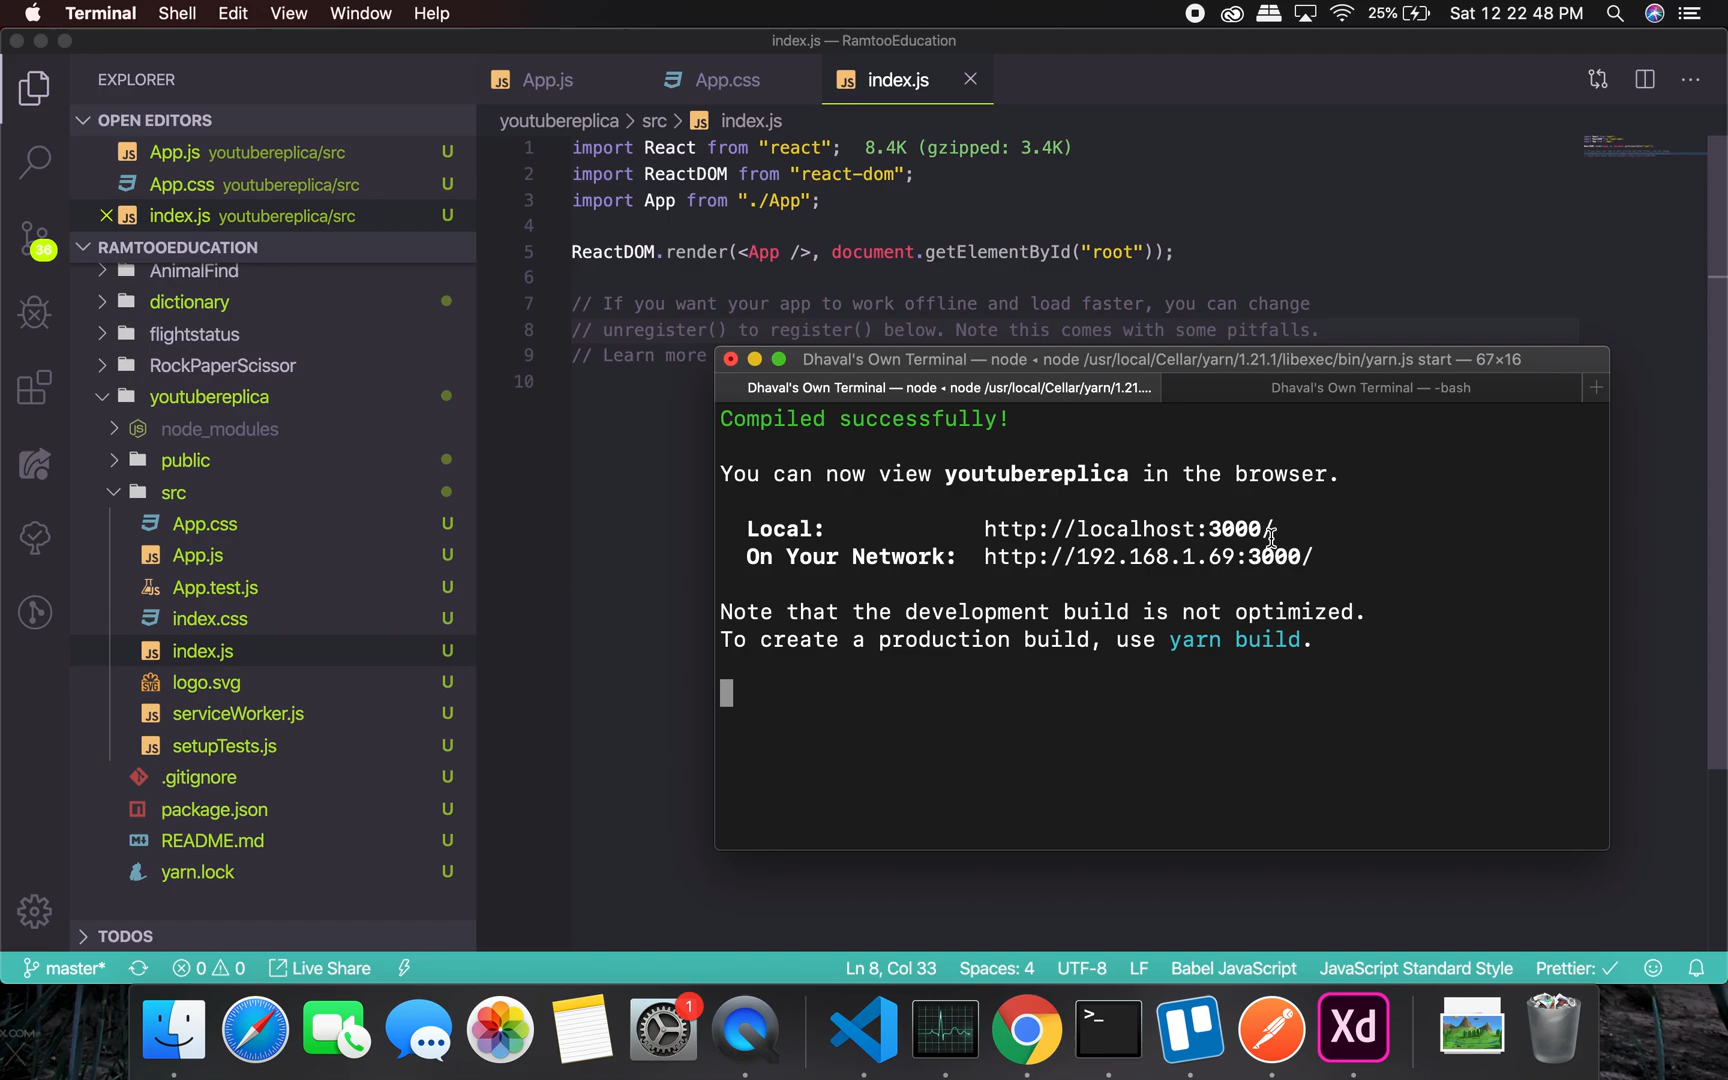 Terminal Shell Edit View Window Help 25% Sat 12 22 48 PM
index.js — RamtooEducation
EXPLORER
OPEN EDITORS
App.js youtubereplica/src U
App.css youtubereplica/src U
index.js youtubereplica/src U
36
RAMTOOEDUCATION
AnimalFind
dictionary
flightstatus
RockPaperScissor
youtubereplica
node_modules
public
src
App.css U
App.js U
App.test.js U
index.css U
index.js U
logo.svg U
serviceWorker.js U
setupTests.js U
.gitignore U
package.json U
README.md U
yarn.lock U
TODOS
App.js App.css index.js
youtubereplica > src > index.js
1 import React from "react"; 8.4K (gzipped: 3.4K)
2 import ReactDOM from "react-dom";
3 import App from "./App";
4
5 ReactDOM.render(<App />, document.getElementById("root"));
6
7 // If you want your app to work offline and load faster, you can change
8 // unregister() to register() below. Note this comes with some pitfalls.
9 // Learn more
10
Dhaval's Own Terminal — node ◂ node /usr/local/Cellar/yarn/1.21.1/libexec/bin/yarn.js start — 67×16
Dhaval's Own Terminal — node ◂ node /usr/local/Cellar/yarn/1.21.... Dhaval's Own Terminal — -bash
Compiled successfully!
You can now view youtubereplica in the browser.
Local: http://localhost:3000/
On Your Network: http://192.168.1.69:3000/
Note that the development build is not optimized.
To create a production build, use yarn build.
master* 0 0 Live Share Ln 8, Col 33 Spaces: 4 UTF-8 LF Babel JavaScript JavaScript Standard Style Prettier: ✓
1
Xd